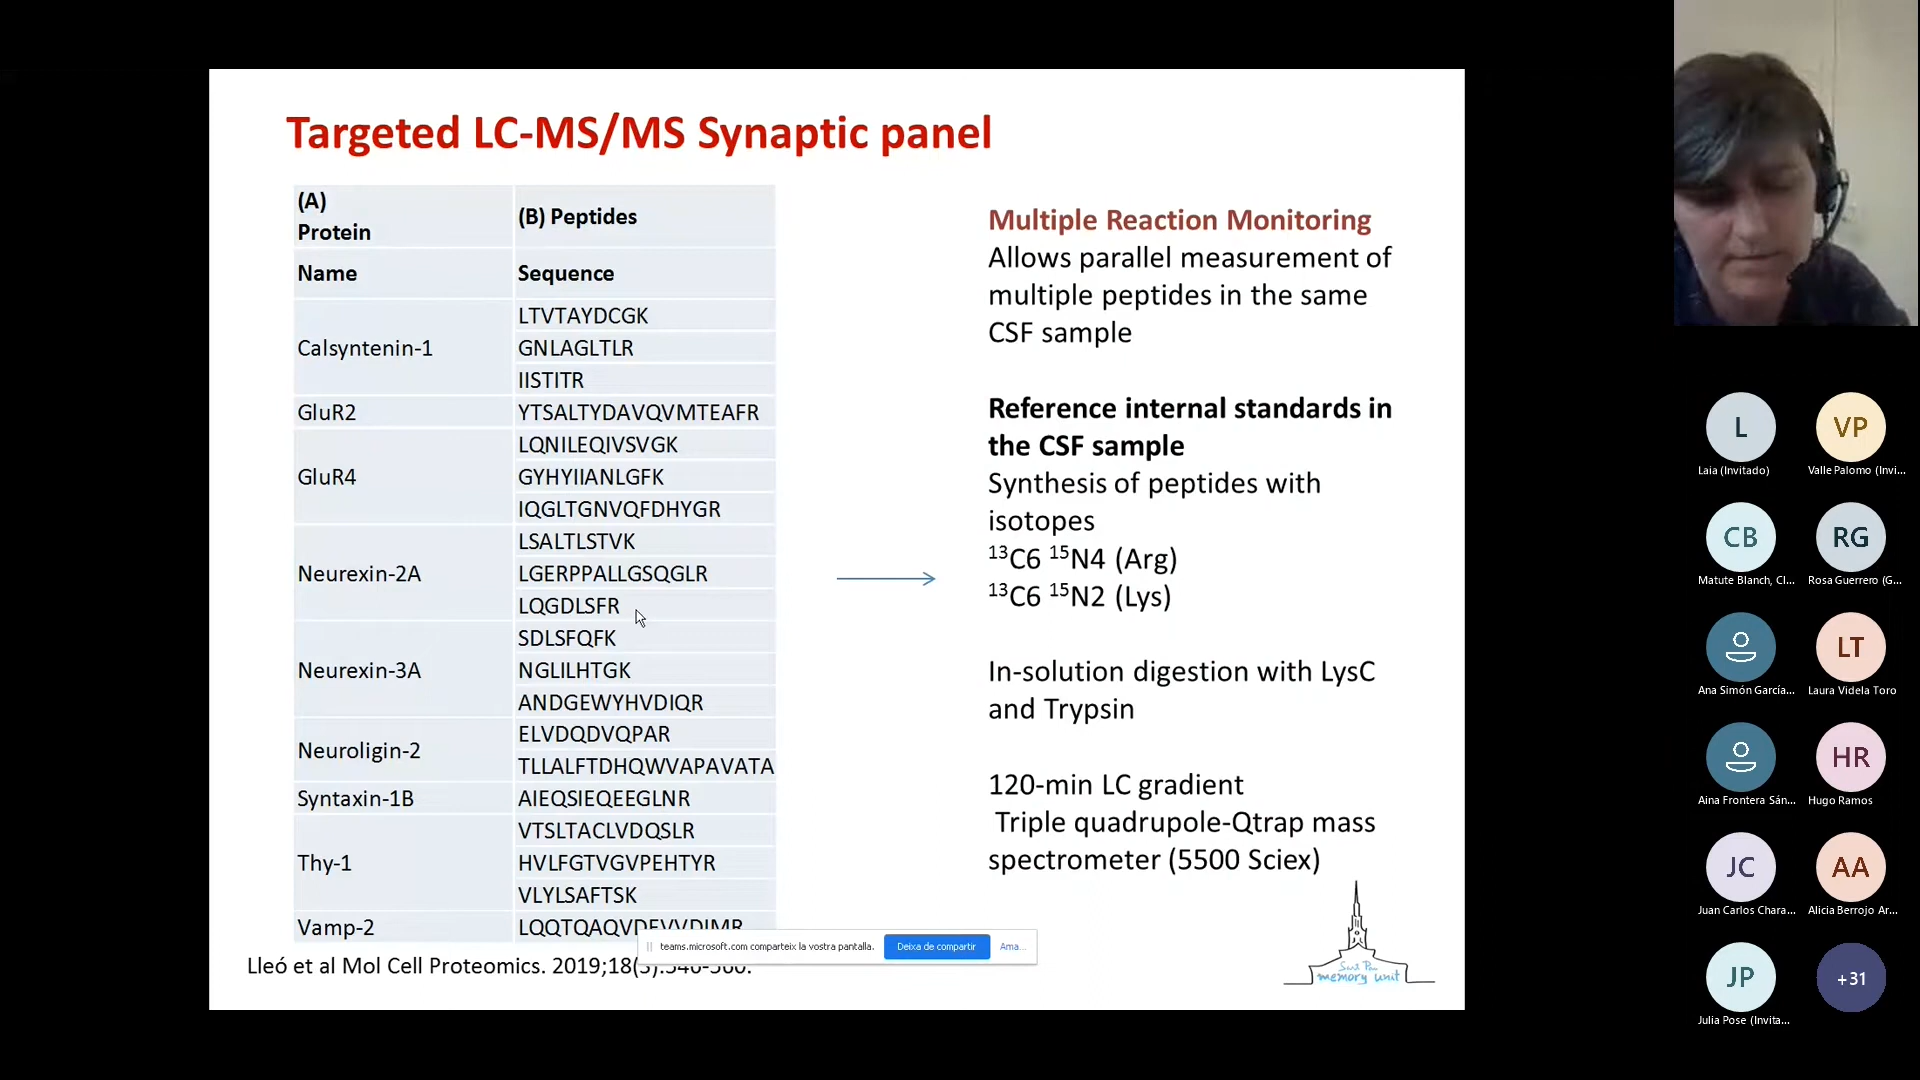 Targeted LC-MS/MS Synaptic panel
(A)
Protein
(B) Peptides
Name
Sequence
Calsyntenin-1
LTVTAYDCGK
GNLAGLTLR
IISTITR
GluR2
YTSALTYDAVQVMTEAFR
GluR4
LQNILEQIVSVGK
GYHYIIANLGFK
IQGLTGNVQFDHYGR
Neurexin-2A
LSALTLSTVK
LGERPPALLGSQGLR
LQGDLSFR
Neurexin-3A
SDLSFQFK
NGLILHTGK
ANDGEWYHVDIQR
Neuroligin-2
ELVDQDVQPAR
TLLALFTDHQWVAPAVATA
Syntaxin-1B
AIEQSIEQEEGLNR
Thy-1
VTSLTACLVDQSLR
HVLFGTVGVPEHTYR
VLYLSAFTSK
Vamp-2
Lleó et al Mol Cell Proteomics.
Multiple Reaction Monitoring
Allows parallel measurement of
multiple peptides in the same
CSF sample
Reference internal standards in
the CSF sample
Synthesis of peptides with
isotopes
¹³C6 ¹⁵N4 (Arg)
¹³C6 ¹⁵N2 (Lys)
In-solution digestion with LysC
and Trypsin
120-min LC gradient
Triple quadrupole-Qtrap mass
spectrometer (5500 Sciex)
teams.microsoft.com comparteix la vostra pantalla.
Deixa de compartir
Ama...
memory unit
L
VP
Laia (Invitado)
Valle Palomo (Invi...
CB
RG
Matute Blanch, Cl...
Rosa Guerrero (G...
LT
Ana Simón García...
Laura Videla Toro
HR
Aina Frontera Sán...
Hugo Ramos
JC
AA
Juan Carlos Chara...
Alicia Berrojo Ar...
JP
+31
Julia Pose (Invita...